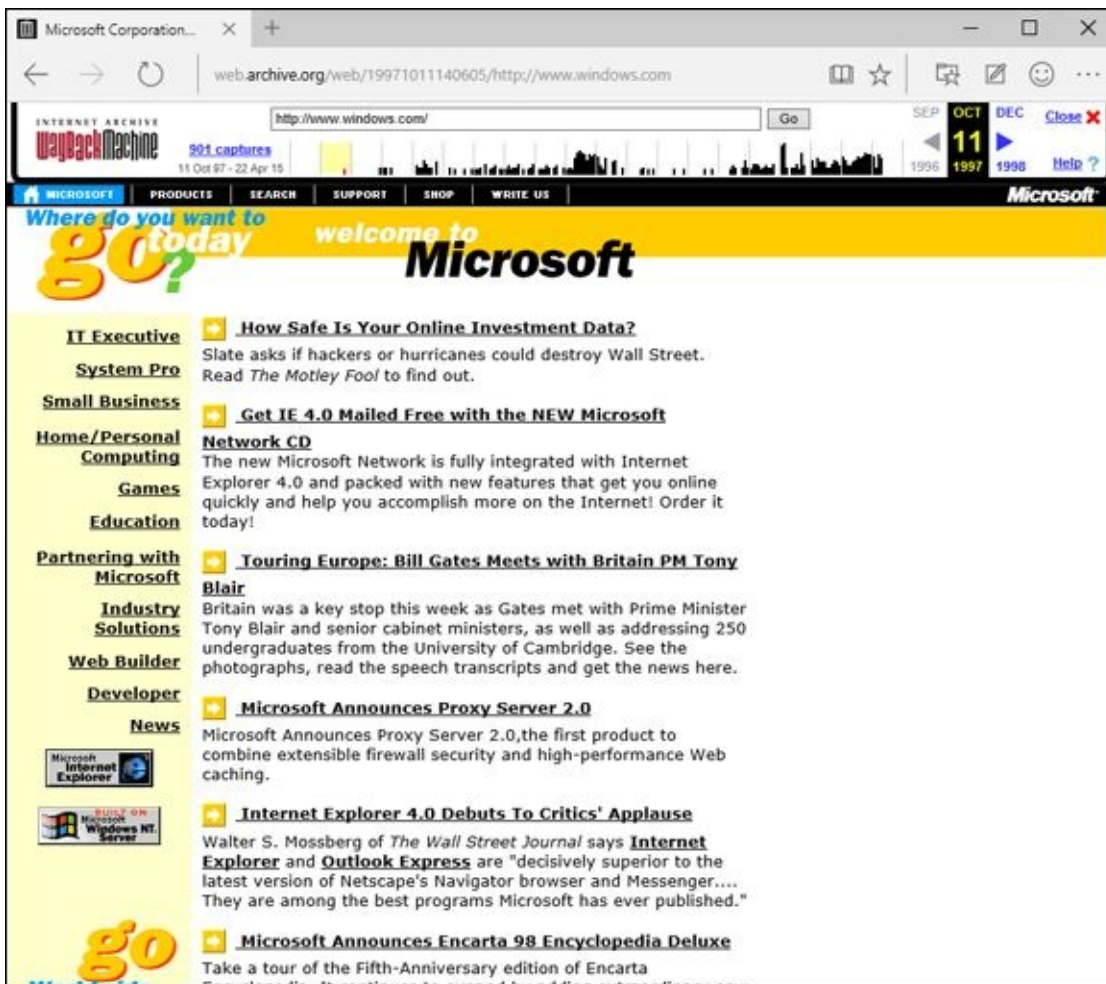 Microsoft Corporation...
web.archive.org/web/19971011140605/http://www.windows.com
INTERNET ARCHIVE
WayBackMachine
http://www.windows.com/
Go
901 captures
11 Oct 97 - 22 Apr 15
SEP OCT DEC
11
1996 1997 1998
Close
Help ?
MICROSOFT PRODUCTS SEARCH SUPPORT SHOP WRITE US
Microsoft
Where do you want to
go today?
welcome to
Microsoft
IT Executive
System Pro
Small Business
Home/Personal
Computing
Games
Education
Partnering with
Microsoft
Industry
Solutions
Web Builder
Developer
News
Microsoft
Internet
Explorer
BUILT ON
Microsoft
Windows NT.
Server
go
How Safe Is Your Online Investment Data?
Slate asks if hackers or hurricanes could destroy Wall Street.
Read The Motley Fool to find out.
Get IE 4.0 Mailed Free with the NEW Microsoft
Network CD
The new Microsoft Network is fully integrated with Internet
Explorer 4.0 and packed with new features that get you online
quickly and help you accomplish more on the Internet! Order it
today!
Touring Europe: Bill Gates Meets with Britain PM Tony
Blair
Britain was a key stop this week as Gates met with Prime Minister
Tony Blair and senior cabinet ministers, as well as addressing 250
undergraduates from the University of Cambridge. See the
photographs, read the speech transcripts and get the news here.
Microsoft Announces Proxy Server 2.0
Microsoft Announces Proxy Server 2.0,the first product to
combine extensible firewall security and high-performance Web
caching.
Internet Explorer 4.0 Debuts To Critics' Applause
Walter S. Mossberg of The Wall Street Journal says Internet
Explorer and Outlook Express are "decisively superior to the
latest version of Netscape's Navigator browser and Messenger....
They are among the best programs Microsoft has ever published."
Microsoft Announces Encarta 98 Encyclopedia Deluxe
Take a tour of the Fifth-Anniversary edition of Encarta